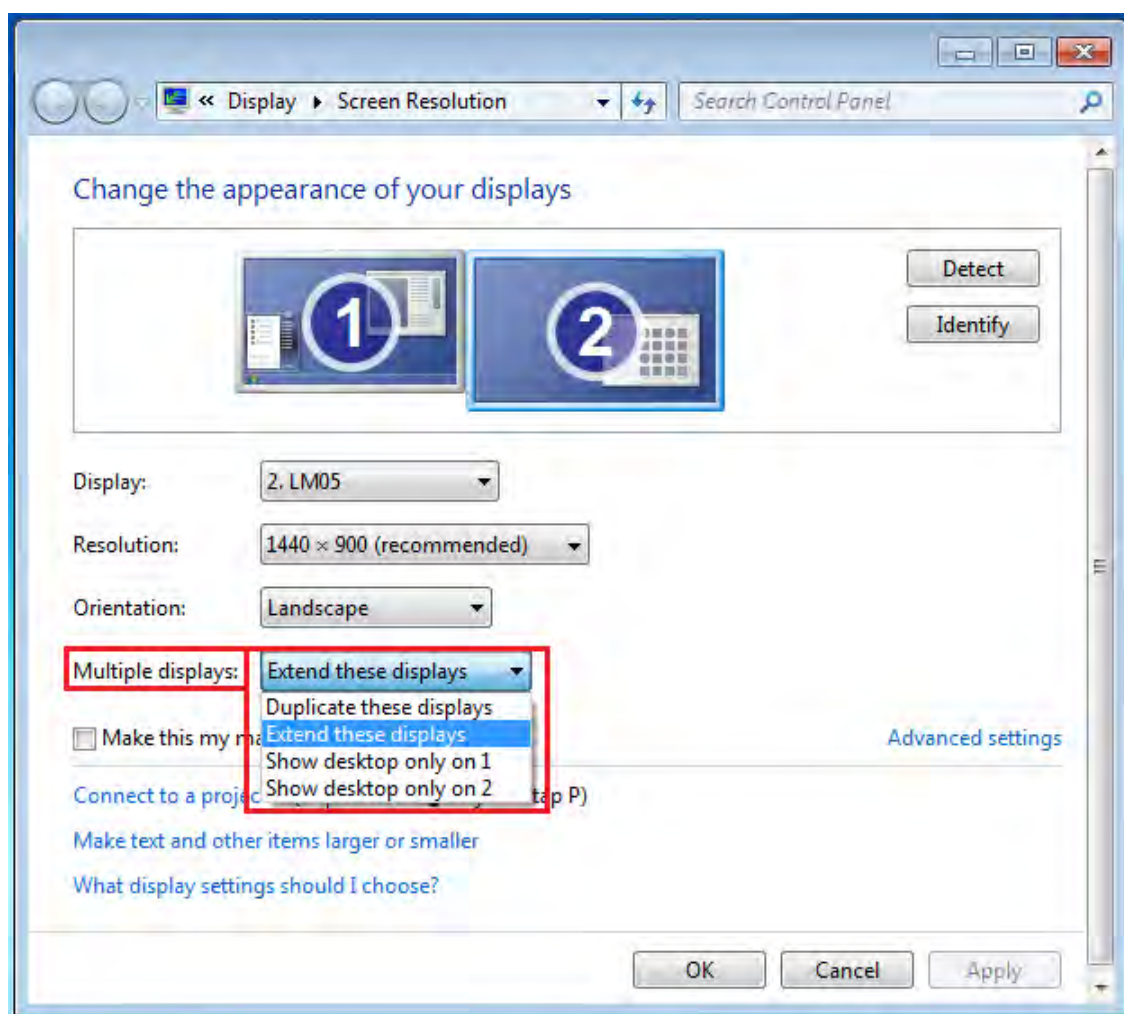 « Display ▸ Screen Resolution
Search Control Panel
Change the appearance of your displays
1
2
Detect
Identify
Display: 2. LM05
Resolution: 1440 × 900 (recommended)
Orientation: Landscape
Multiple displays: Extend these displays
Duplicate these displays
Extend these displays
Show desktop only on 1
Show desktop only on 2
Make this my
Advanced settings
Connect to a tap P)
Make text and other items larger or smaller
What display settings should I choose?
OK Cancel Apply